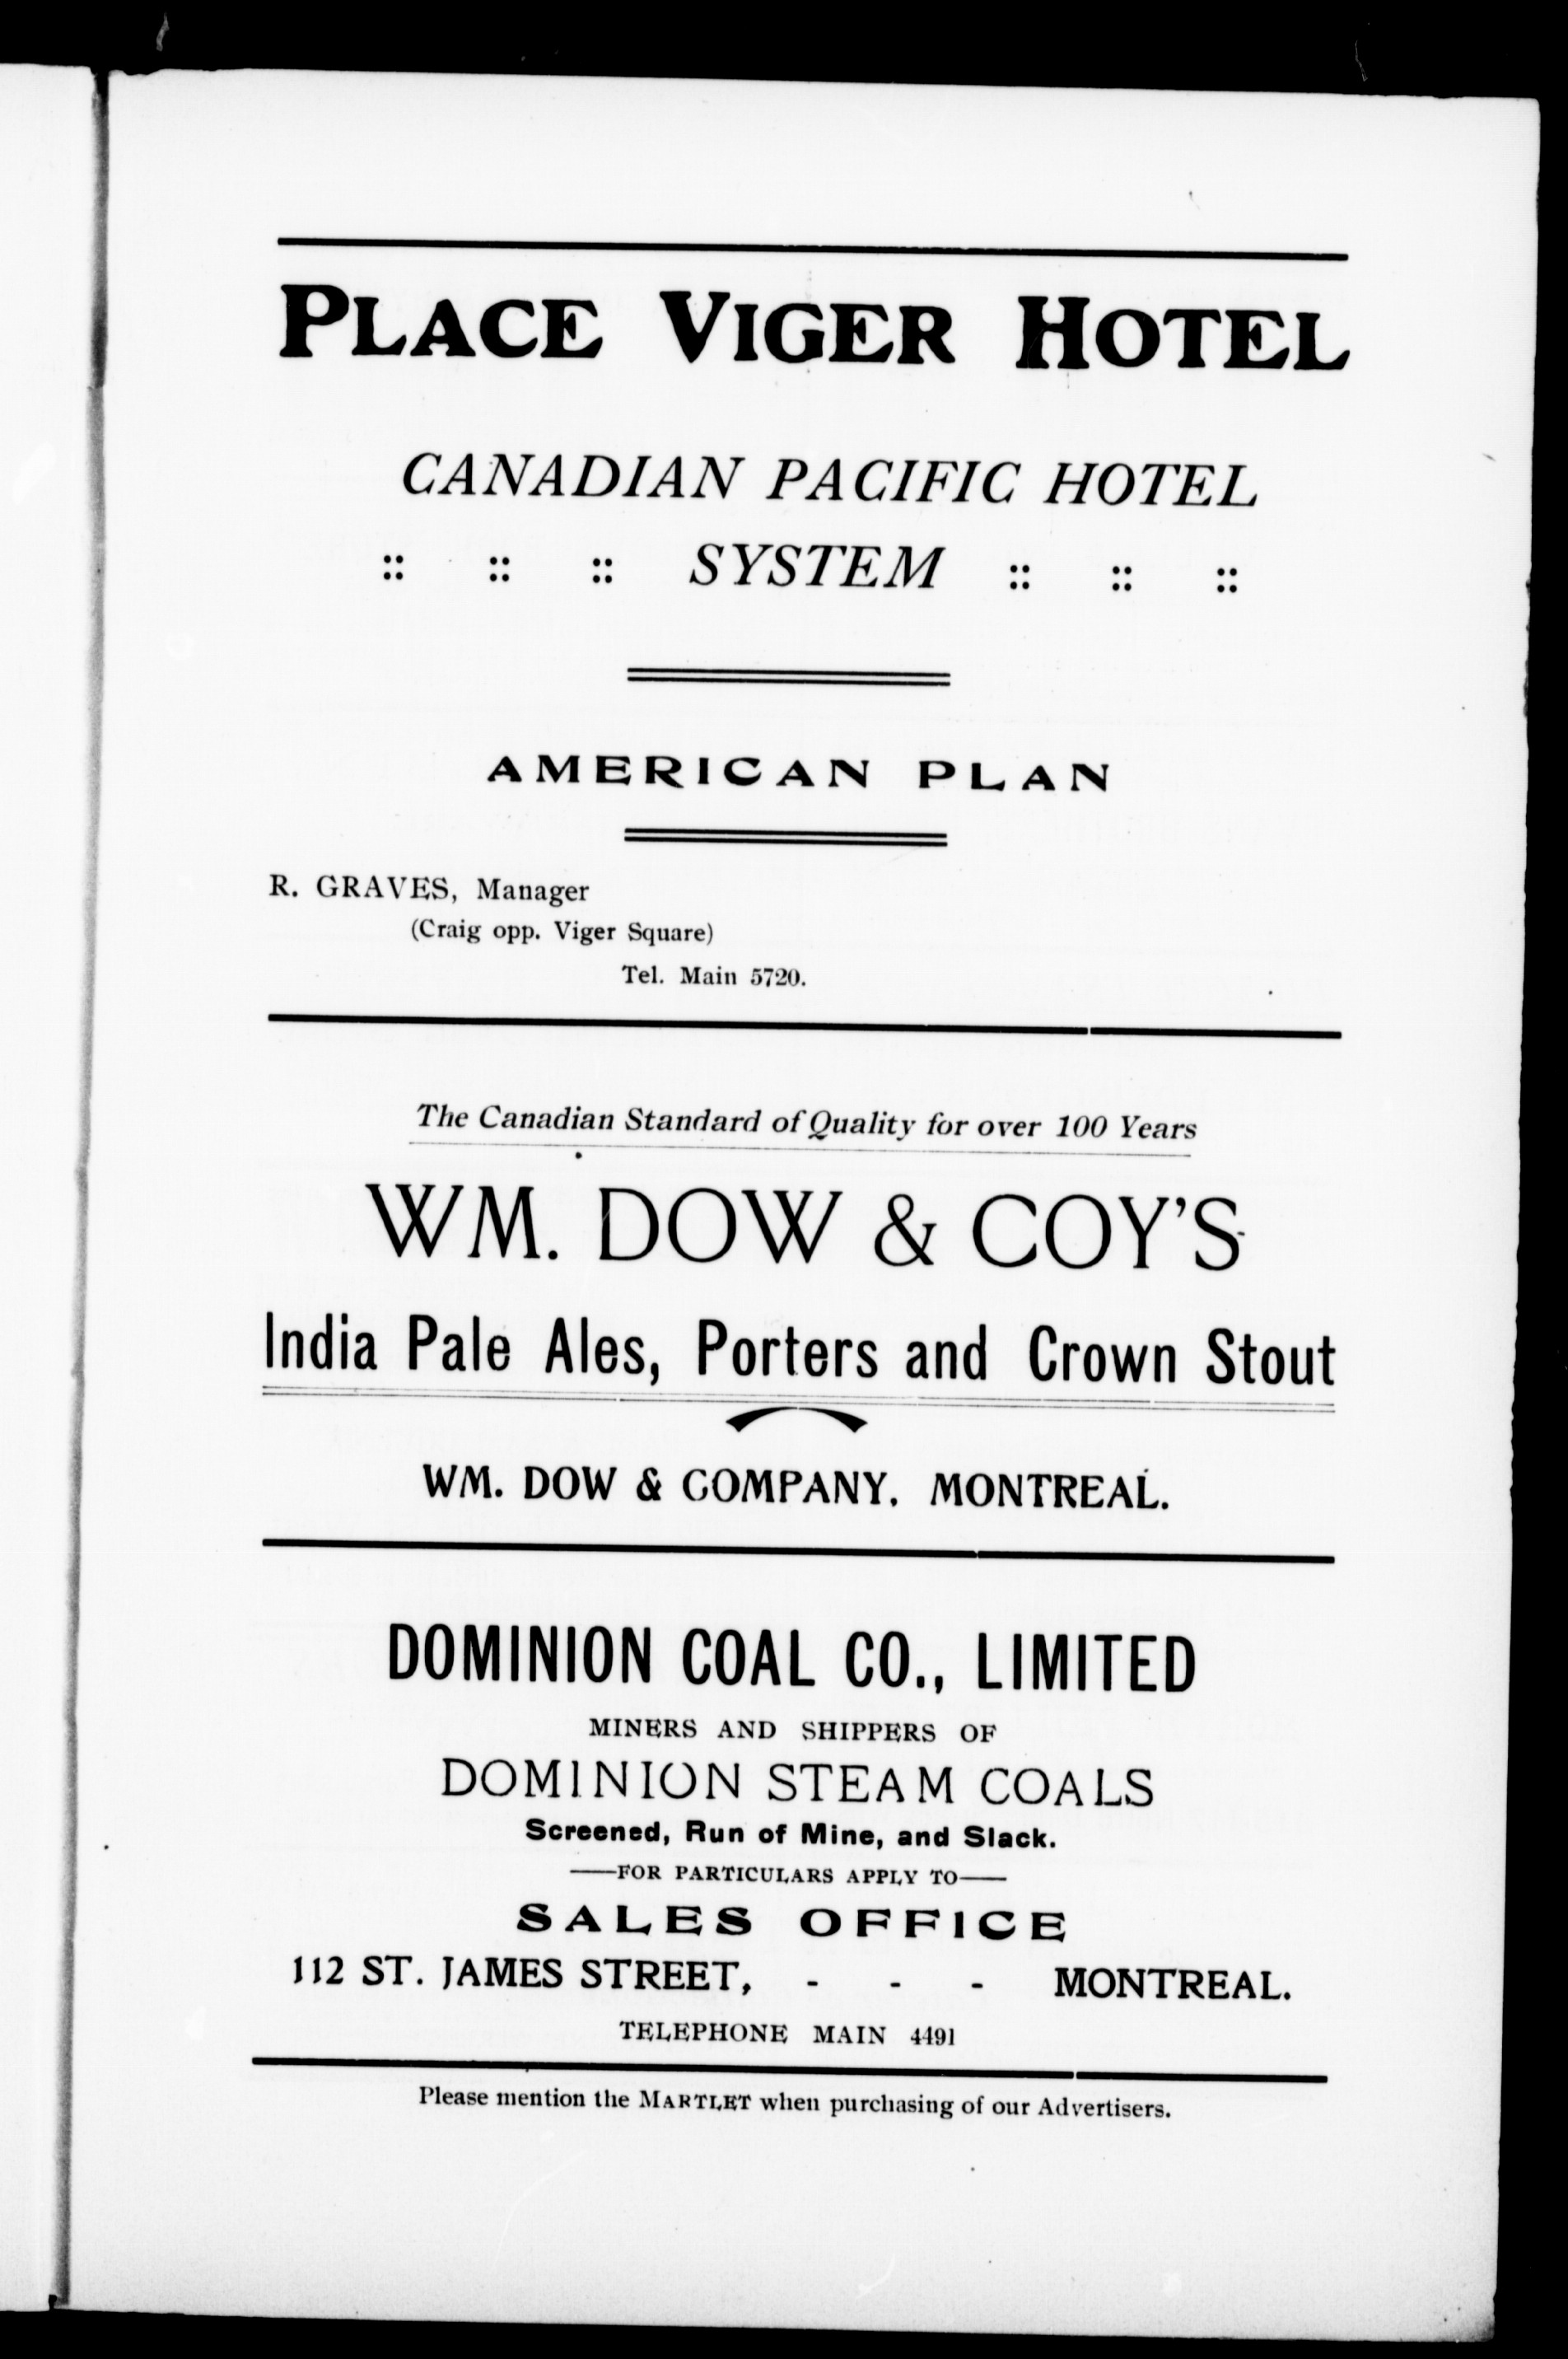 PLACE VIGER HOTEL
CANADIAN PACIFIC HOTEL
:: :: :: SYSTEM :: :: ::
AMERICAN PLAN
R. GRAVES, Manager
(Craig opp. Viger Square)
Tel. Main 5720.
The Canadian Standard of Quality for over 100 Years
WM. DOW & COY'S
India Pale Ales, Porters and Crown Stout
WM. DOW & COMPANY. MONTREAL.
DOMINION COAL CO., LIMITED
MINERS AND SHIPPERS OF
DOMINION STEAM COALS
Screened, Run of Mine, and Slack.
——FOR PARTICULARS APPLY TO——
SALES OFFICE
112 ST. JAMES STREET, - - - MONTREAL.
TELEPHONE MAIN 4491
Please mention the MARTLET when purchasing of our Advertisers.